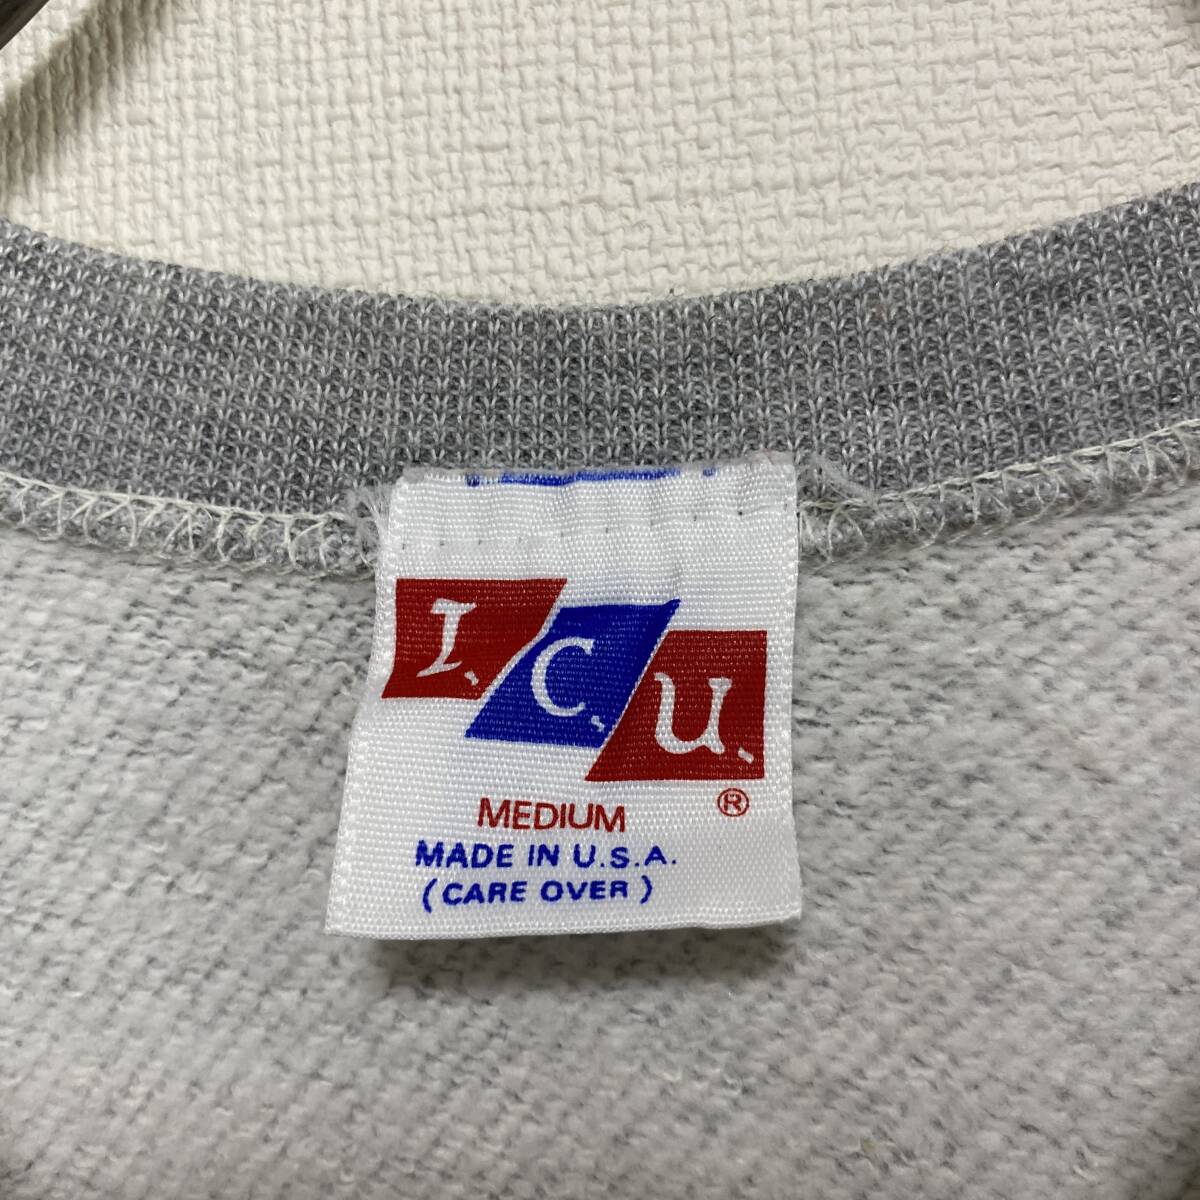 I.C.U.
®
MEDIUM
MADE IN U.S.A.
(CARE OVER)